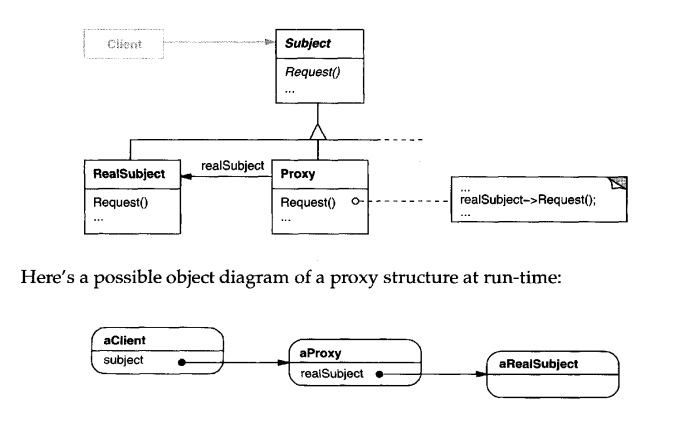 Client
Subject
Request()
...
RealSubject
Request()
...
realSubject
Proxy
Request()
...
...
realSubject–>Request();
...
Here's a possible object diagram of a proxy structure at run-time:
aClient
subject
aProxy
realSubject
aRealSubject